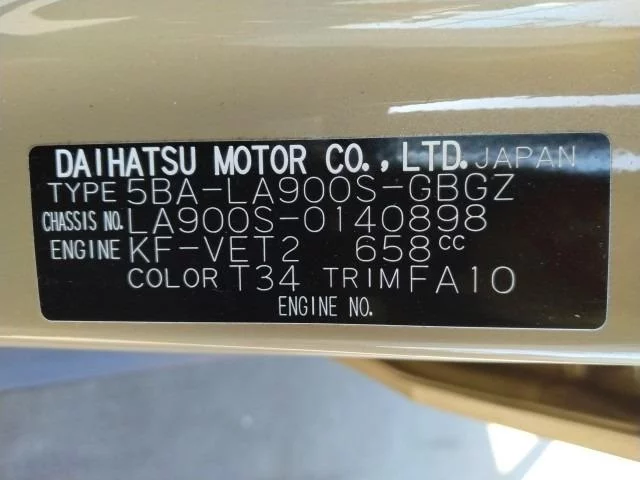 DAIHATSU MOTOR CO., LTD. JAPAN
TYPE 5BA-LA900S-GBGZ
CHASSIS NO. LA900S-0140898
ENGINE KF-VET2 658cc
COLOR T34 TRIM FA10
ENGINE NO.